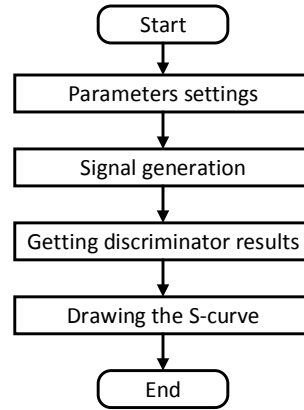 Start
Parameters settings
Signal generation
Getting discriminator results
Drawing the S-curve
End